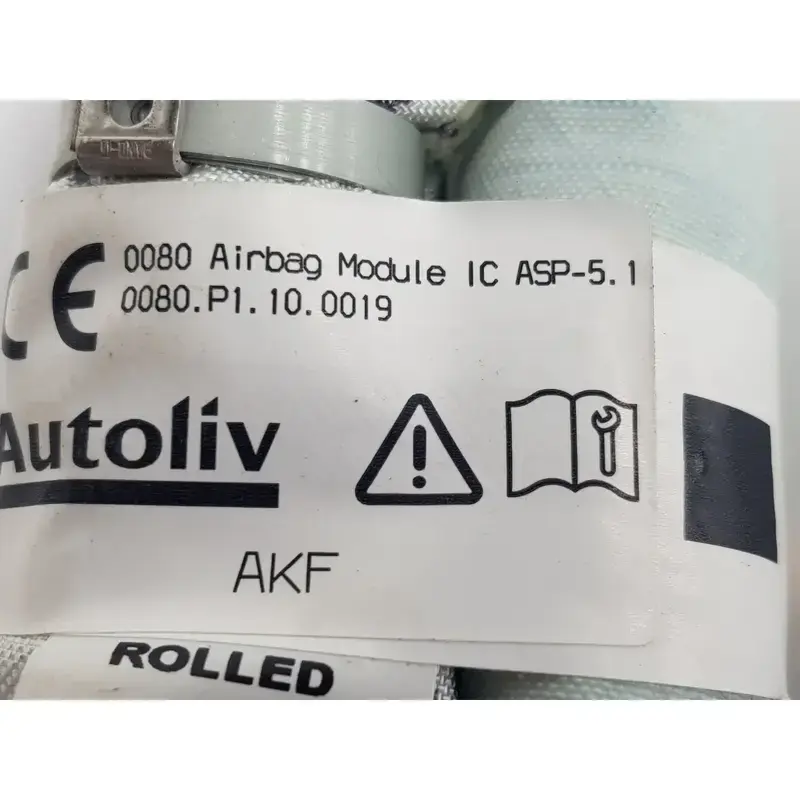 CE 0080 Airbag Module IC ASP-5.1
0080.P1.10.0019
Autoliv
AKF
ROLLED